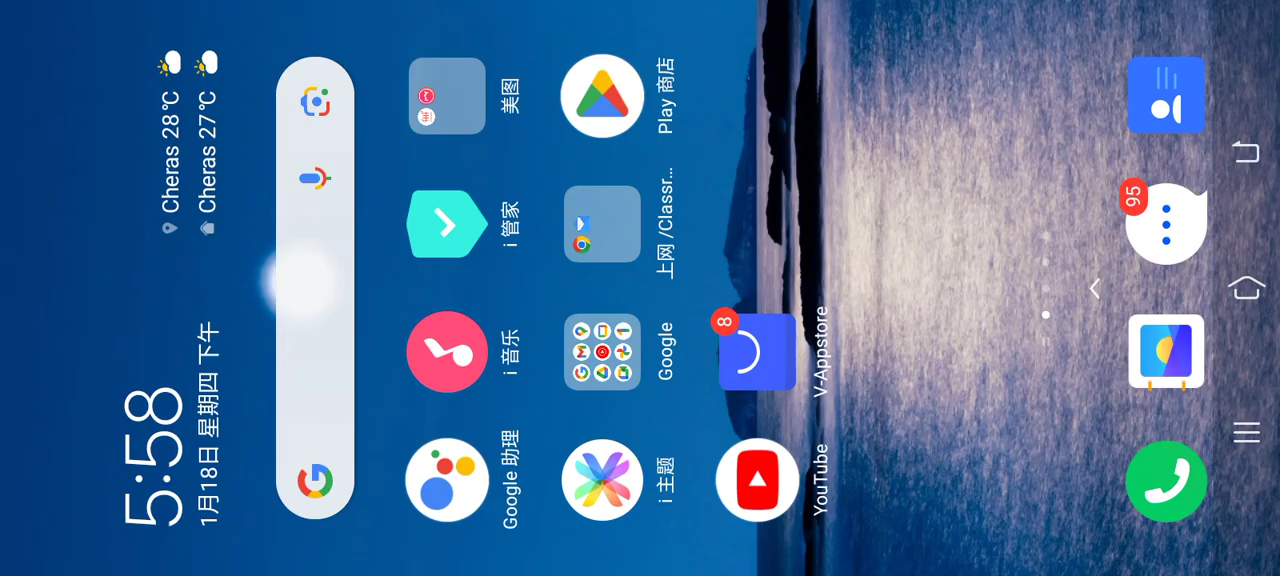 5:58
1月18日 星期四 下午
Cheras 28℃
Cheras 27℃
Google 助理
i 音乐
i 管家
美图
i 主题
Google
上网 /Classr...
Play 商店
8
YouTube
V-Appstore
95